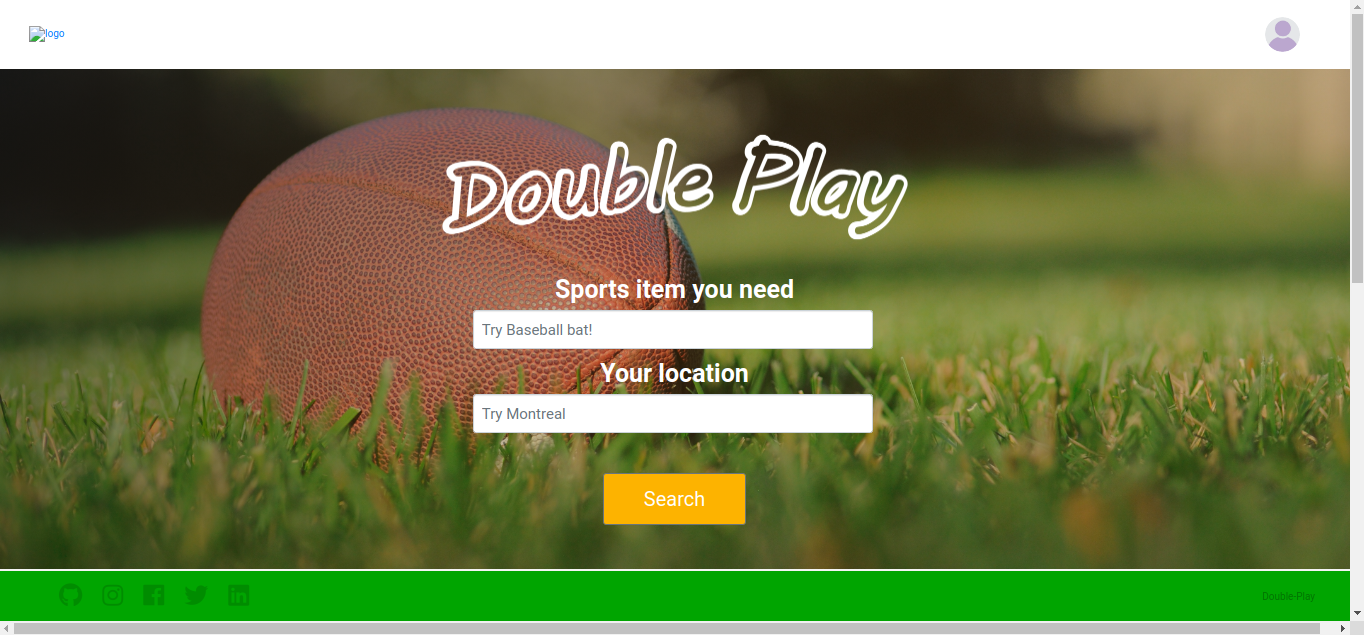 logo
Double Play
Sports item you need
Try Baseball bat!
Your location
Try Montreal
Search
Double-Play